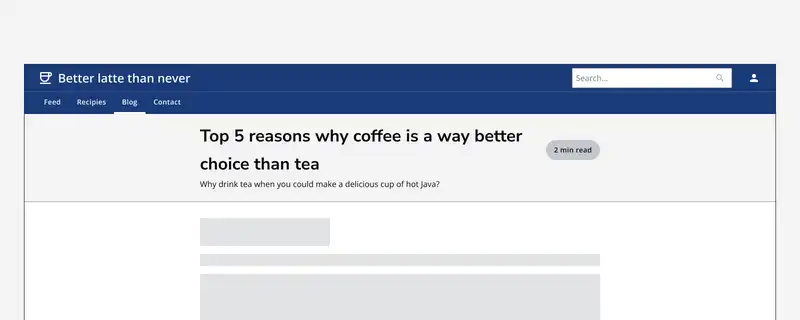 Better latte than never
Search...
Feed Recipies Blog Contact
Top 5 reasons why coffee is a way better
choice than tea
2 min read
Why drink tea when you could make a delicious cup of hot Java?